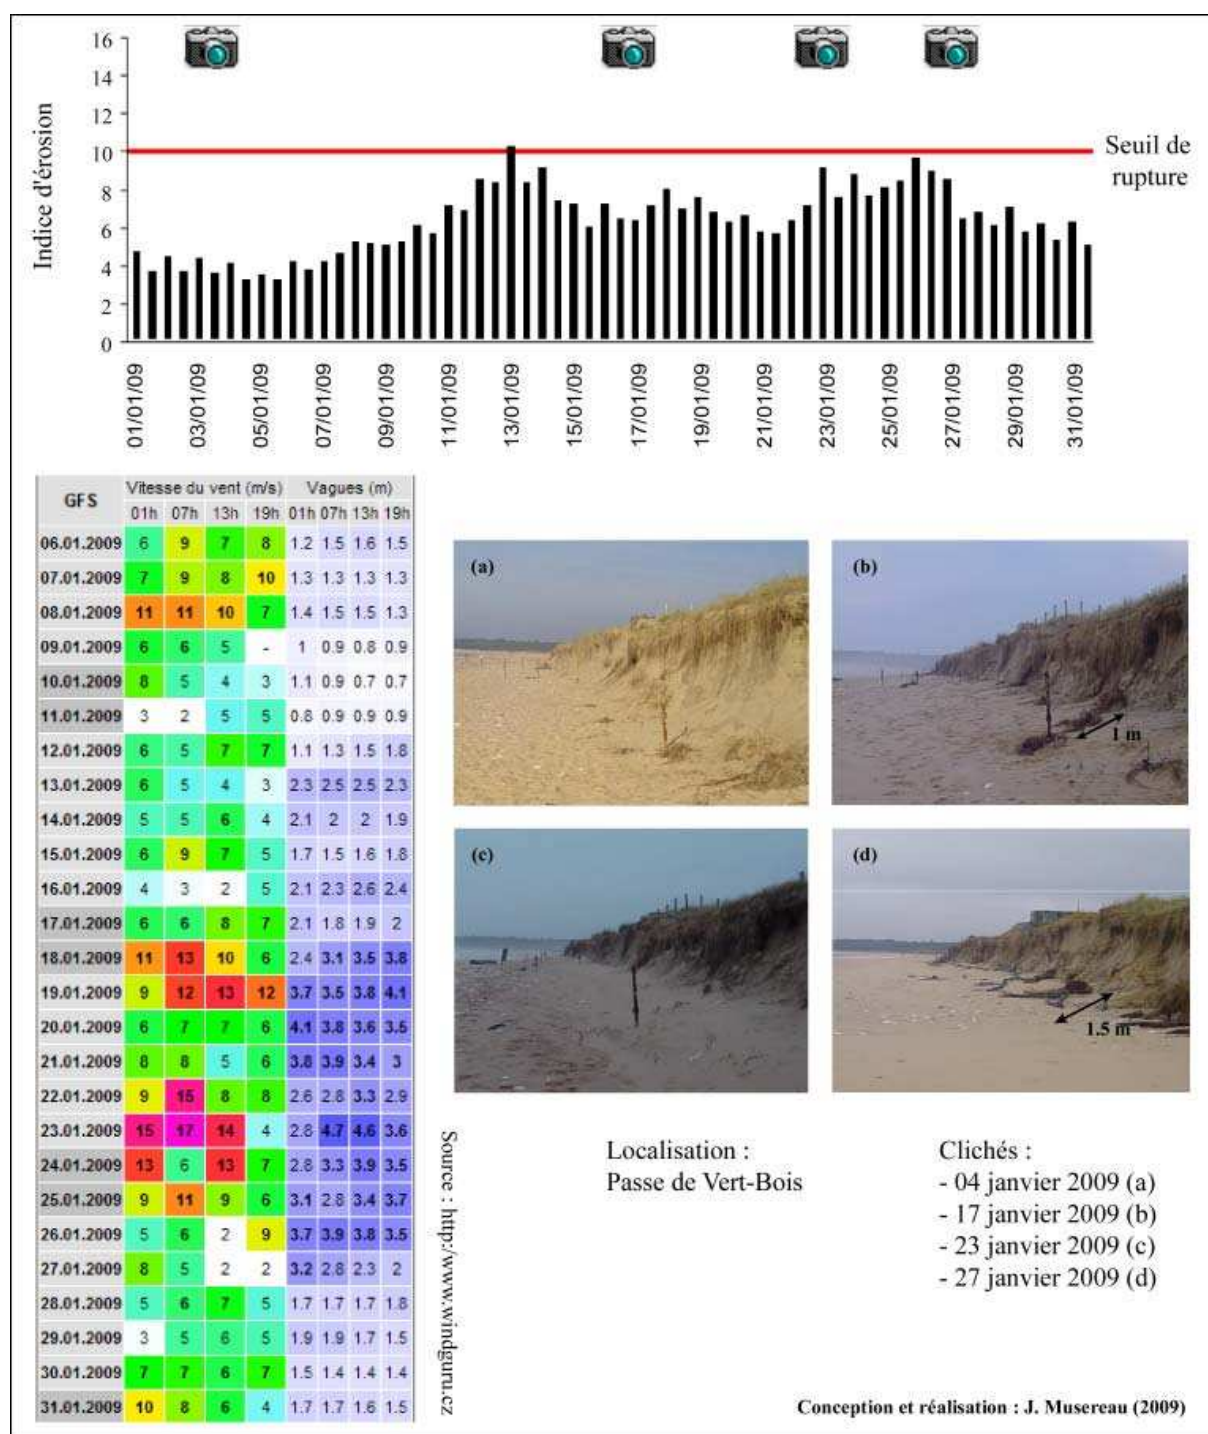 16
14
12
10
8
6
4
2
0
Indice d'érosion
Seuil de
rupture
01/01/09
03/01/09
05/01/09
07/01/09
09/01/09
11/01/09
13/01/09
15/01/09
17/01/09
19/01/09
21/01/09
23/01/09
25/01/09
27/01/09
29/01/09
31/01/09
GFS Vitesse du vent (m/s) Vagues (m)
01h 07h 13h 19h 01h 07h 13h 19h
06.01.2009 6 9 7 8 1.2 1.5 1.6 1.5
07.01.2009 7 9 8 10 1.3 1.3 1.3 1.3
08.01.2009 11 11 10 7 1.4 1.5 1.5 1.3
09.01.2009 6 6 5 - 1 0.9 0.8 0.9
10.01.2009 8 5 4 3 1.1 0.9 0.7 0.7
11.01.2009 3 2 5 5 0.8 0.9 0.9 0.9
12.01.2009 6 5 7 7 1.1 1.3 1.5 1.8
13.01.2009 6 5 4 3 2.3 2.5 2.5 2.3
14.01.2009 5 5 6 4 2.1 2 2 1.9
15.01.2009 6 9 7 5 1.7 1.5 1.6 1.8
16.01.2009 4 3 2 5 2.1 2.3 2.6 2.4
17.01.2009 6 6 8 7 2.1 1.8 1.9 2
18.01.2009 11 13 10 6 2.4 3.1 3.5 3.8
19.01.2009 9 12 13 12 3.7 3.5 3.8 4.1
20.01.2009 6 7 7 6 4.1 3.8 3.6 3.5
21.01.2009 8 8 5 6 3.8 3.9 3.4 3
22.01.2009 9 15 8 8 2.6 2.8 3.3 2.9
23.01.2009 15 17 14 4 2.8 4.7 4.6 3.6
24.01.2009 13 6 13 7 2.8 3.3 3.9 3.5
25.01.2009 9 11 9 6 3.1 2.8 3.4 3.7
26.01.2009 5 6 2 9 3.7 3.9 3.8 3.5
27.01.2009 8 5 2 2 3.2 2.8 2.3 2
28.01.2009 5 6 7 5 1.7 1.7 1.7 1.8
29.01.2009 3 5 6 5 1.9 1.9 1.7 1.5
30.01.2009 7 7 6 7 1.5 1.4 1.4 1.4
31.01.2009 10 8 6 4 1.7 1.7 1.6 1.5
Source : http:/www.windguru.cz
(a)
(b)
1 m
(c)
(d)
1.5 m
Localisation :
Passe de Vert-Bois
Clichés :
- 04 janvier 2009 (a)
- 17 janvier 2009 (b)
- 23 janvier 2009 (c)
- 27 janvier 2009 (d)
Conception et réalisation : J. Musereau (2009)